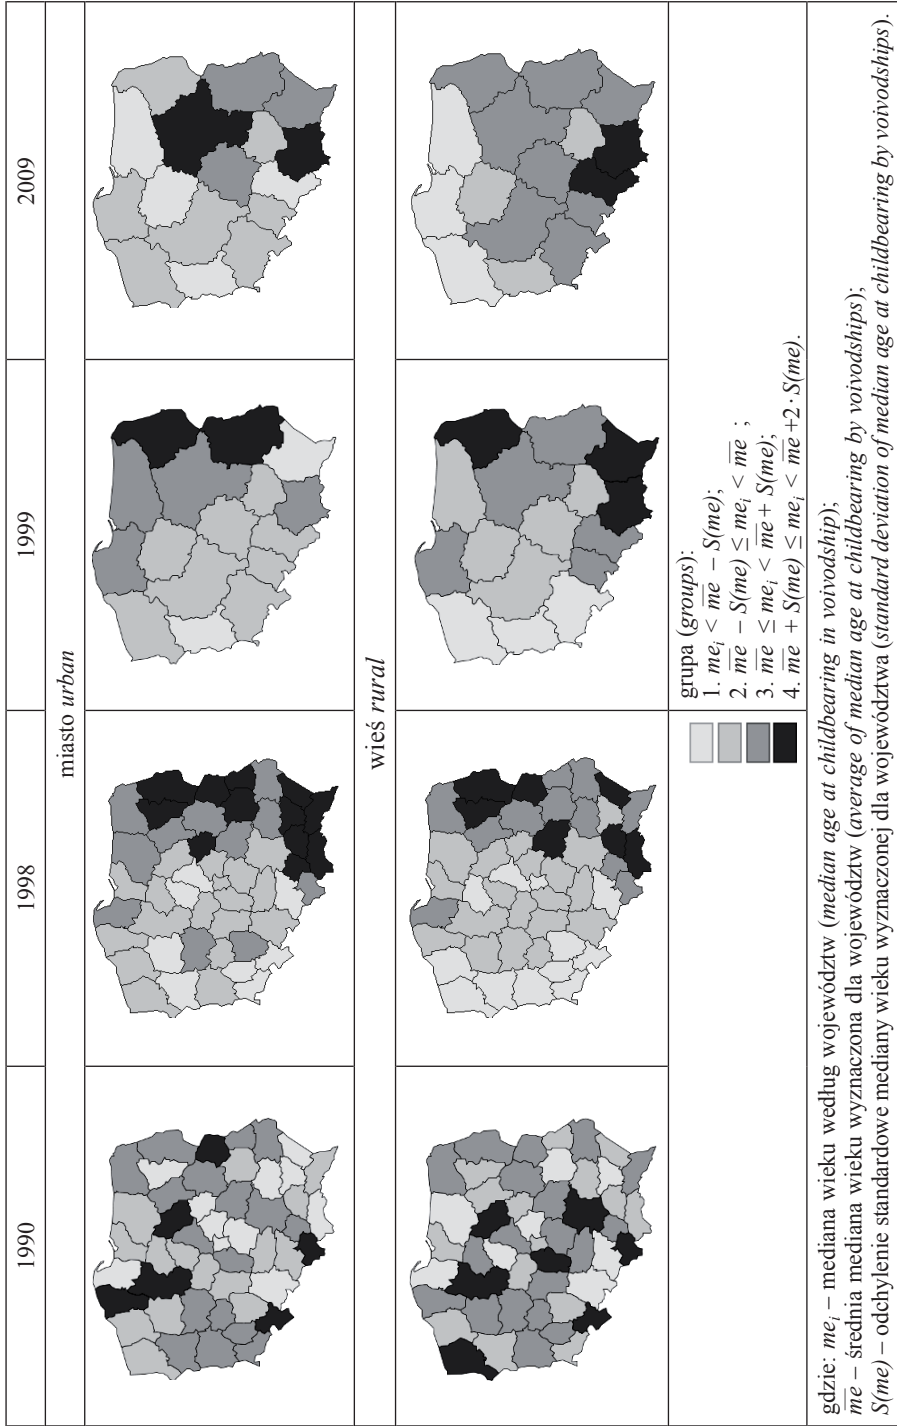 1990 1998 1999 2009
miasto urban
wieś rural
grupa (groups):
1. meᵢ < m̅e̅ − S(me);
2. m̅e̅ − S(me) ≤ meᵢ < m̅e̅ ;
3. m̅e̅ ≤ meᵢ < m̅e̅ + S(me);
4. m̅e̅ + S(me) ≤ meᵢ < m̅e̅ +2· S(me).
gdzie: meᵢ – mediana wieku według województw (median age at childbearing in voivodship);
m̅e̅ – średnia mediana wieku wyznaczona dla województw (average of median age at childbearing by voivodships);
S(me) – odchylenie standardowe mediany wieku wyznaczonej dla województwa (standard deviation of median age at childbearing by voivodships).